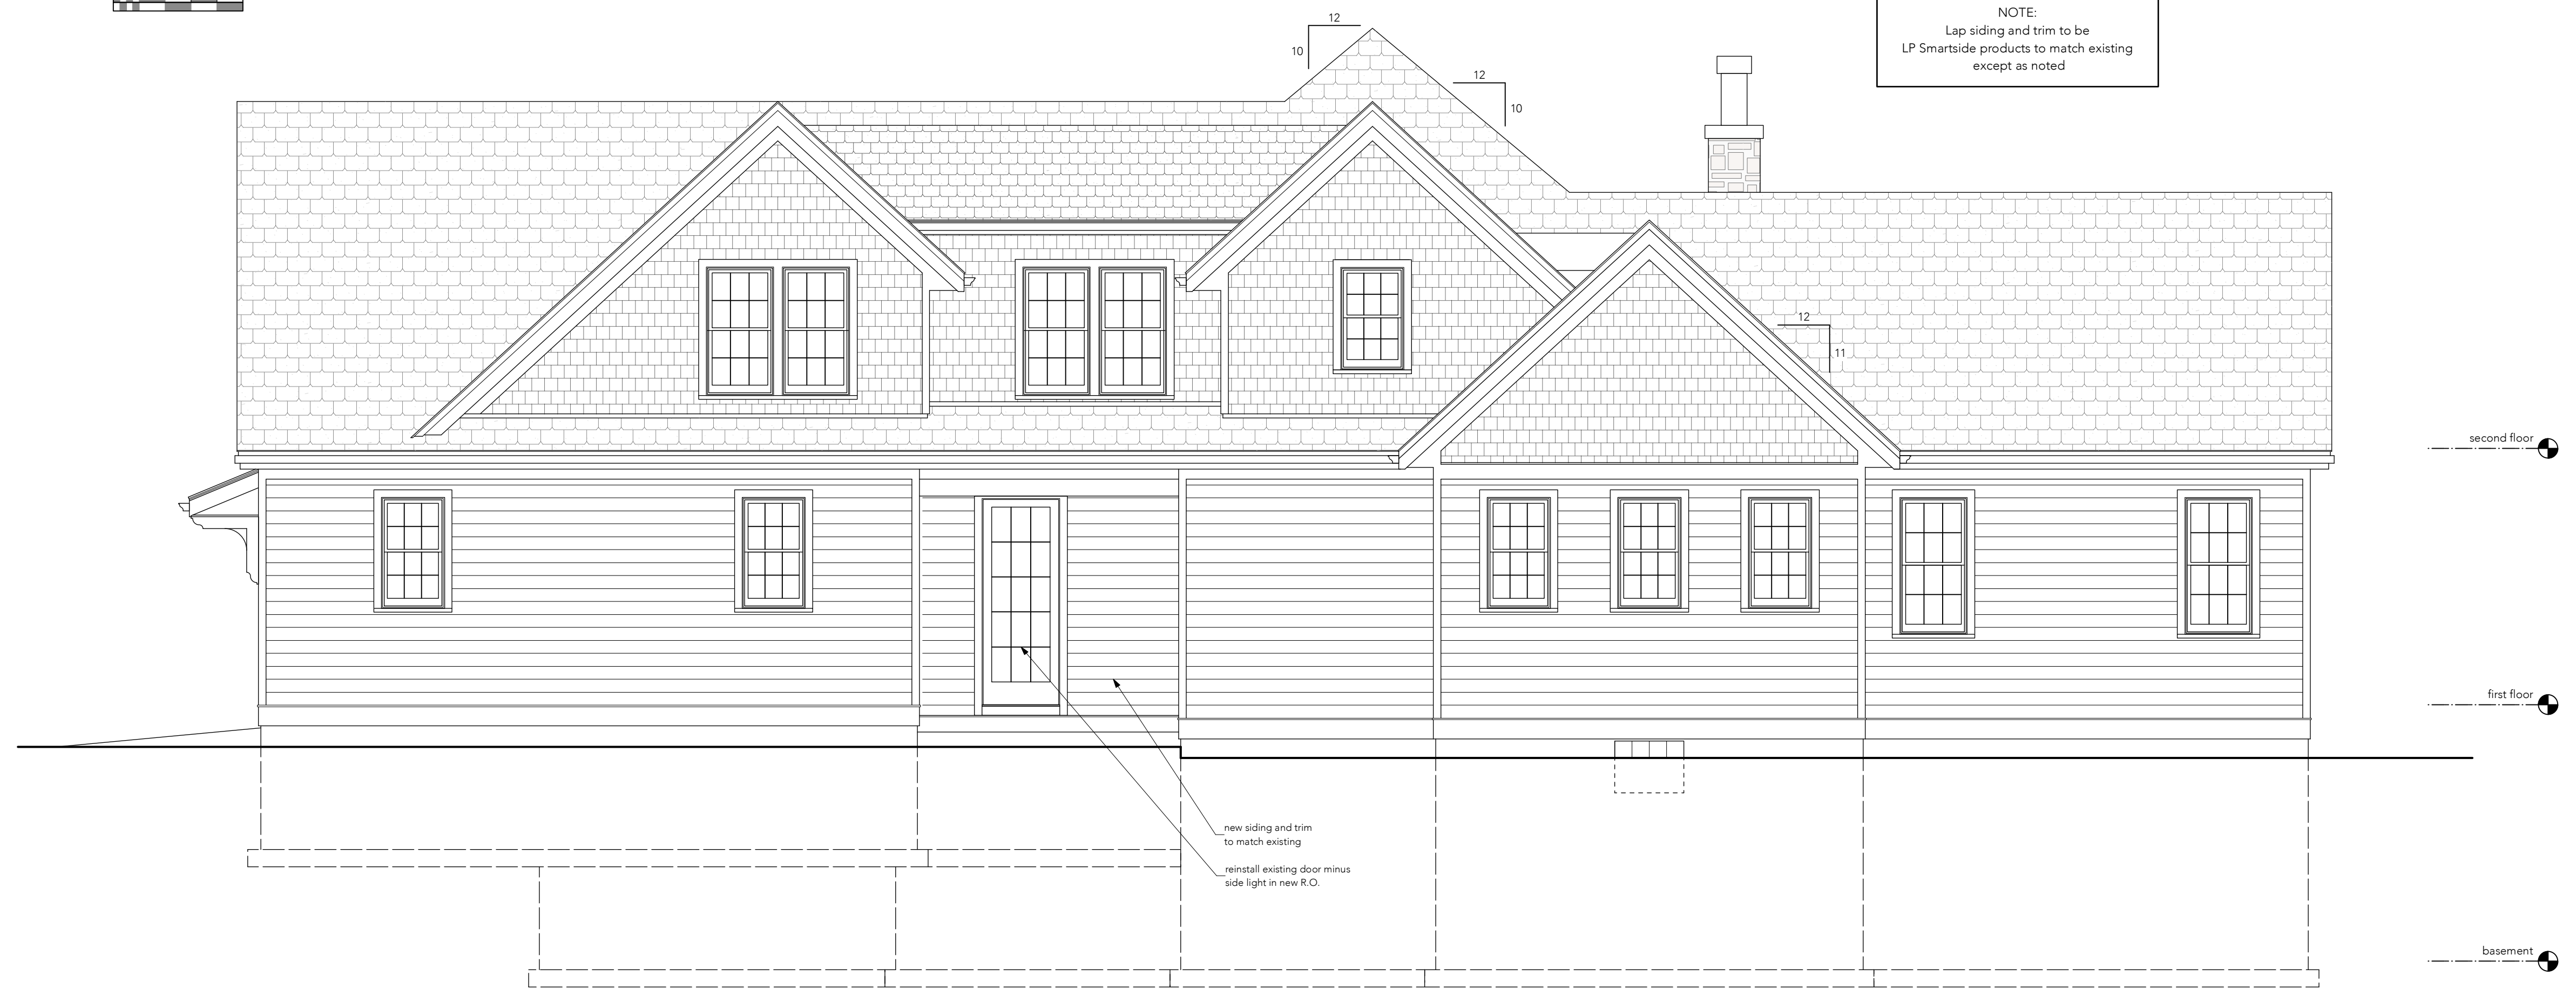 NOTE:
Lap siding and trim to be
LP Smartside products to match existing
except as noted
12
10
12
10
12
11
second floor
first floor
new siding and trim
to match existing
reinstall existing door minus
side light in new R.O.
basement